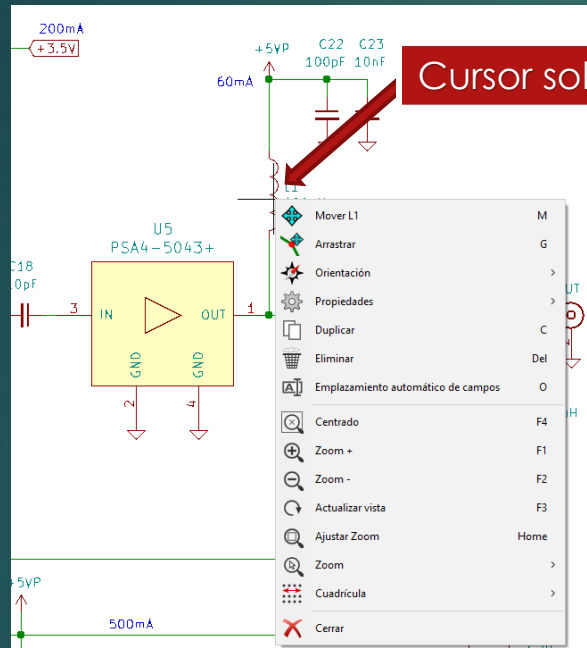 200mA
+3.5V
+5VP
C22 C23
100pF 10nF
60mA
Cursor
L1
U5
PSA4-5043+
C18
3
IN
OUT
1
GND
GND
2
4
Mover L1 M
Arrastrar G
Orientación >
Propiedades >
Duplicar C
Eliminar Del
Emplazamiento automático de campos O
Centrado F4
Zoom + F1
Zoom - F2
Actualizar vista F3
Ajustar Zoom Home
Zoom >
Cuadrícula >
Cerrar
+5VP
500mA